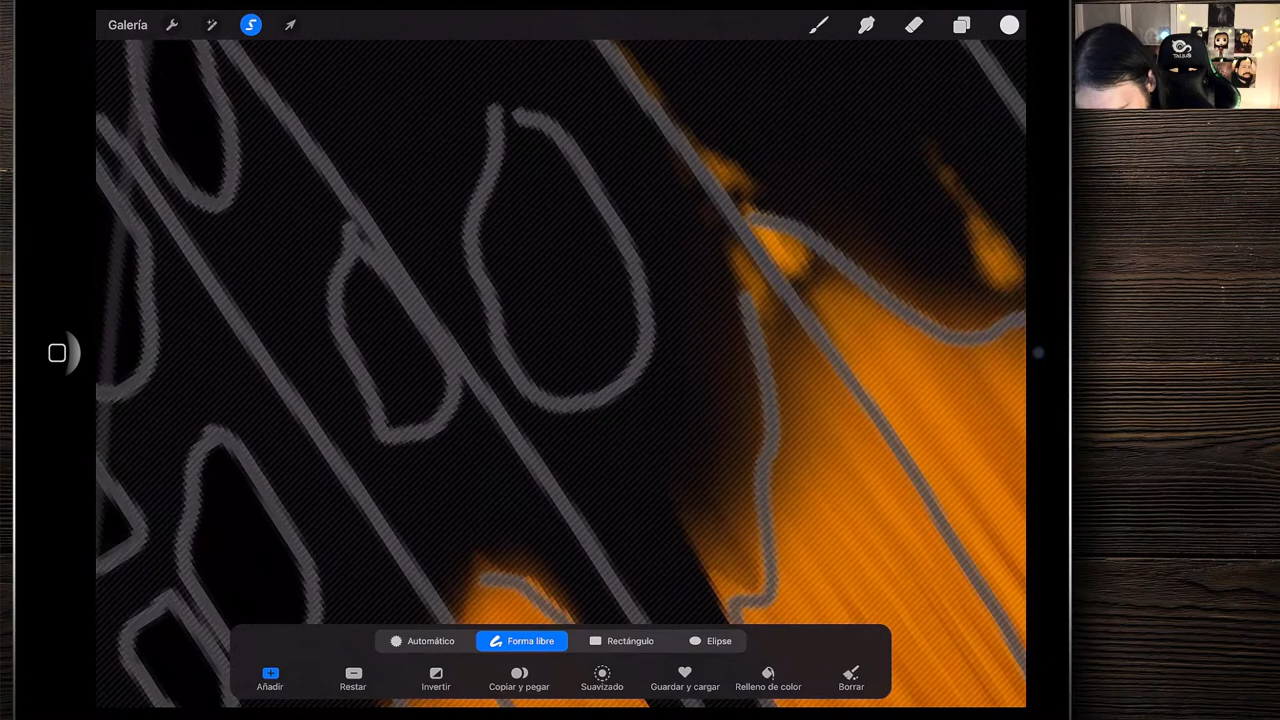 Galería
Automático
Forma libre
Rectángulo
Elipse
Añadir
Restar
Invertir
Copiar y pegar
Suavizado
Guardar y cargar
Relleno de color
Borrar